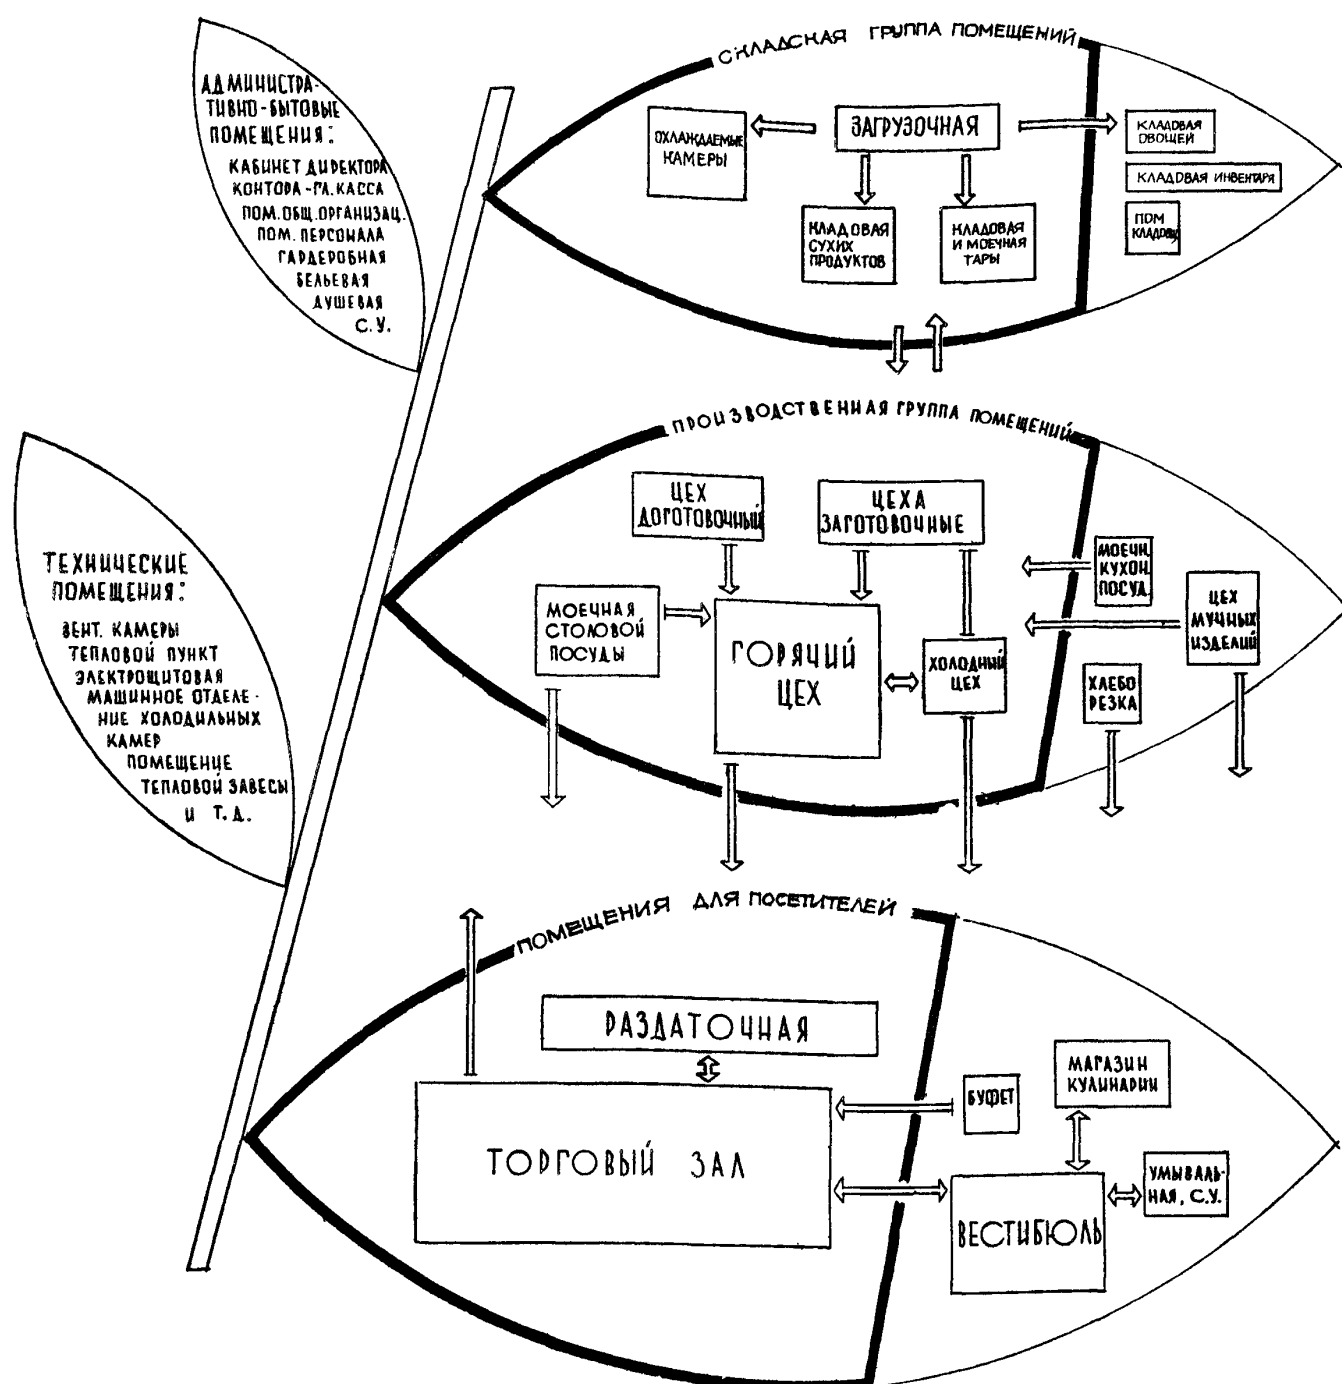 АДМИНИСТРА-
ТИВНО-БЫТОВЫЕ
ПОМЕЩЕНИЯ:
КАБИНЕТ ДИРЕКТОРА
КОНТОРА-ГЛ. КАССА
ПОМ. ОБЩ. ОРГАНИЗАЦ.
ПОМ. ПЕРСОНАЛА
ГАРДЕРОБНАЯ
БЕЛЬЕВАЯ
ДУШЕВАЯ
С.У.
ТЕХНИЧЕСКИЕ
ПОМЕЩЕНИЯ:
ВЕНТ. КАМЕРЫ
ТЕПЛОВОЙ ПУНКТ
ЭЛЕКТРОЩИТОВАЯ
МАШИННОЕ ОТДЕЛЕ-
НИЕ ХОЛОДИЛЬНЫХ
КАМЕР
ПОМЕЩЕНИЕ
ТЕПЛОВОЙ ЗАВЕСЫ
И Т.Д.
СКЛАДСКАЯ ГРУППА ПОМЕЩЕНИЙ
ОХЛАЖДАЕМЫЕ
КАМЕРЫ
ЗАГРУЗОЧНАЯ
КЛАДОВАЯ
ОВОЩЕЙ
КЛАДОВАЯ ИНВЕНТАРЯ
ПОМ
КЛАДОВЩ
КЛАДОВАЯ
СУХИХ
ПРОДУКТОВ
КЛАДОВАЯ
И МОЕЧНАЯ
ТАРЫ
ПРОИЗВОДСТВЕННАЯ ГРУППА ПОМЕЩЕНИЙ
ЦЕХ
ДОГОТОВОЧНЫЙ
ЦЕХА
ЗАГОТОВОЧНЫЕ
МОЕЧН.
КУХОН.
ПОСУД.
МОЕЧНАЯ
СТОЛОВОЙ
ПОСУДЫ
ГОРЯЧИЙ
ЦЕХ
ХОЛОДНЫЙ
ЦЕХ
ЦЕХ
МУЧНЫХ
ИЗДЕЛИЙ
ХЛЕБО
РЕЗКА
ПОМЕЩЕНИЯ ДЛЯ ПОСЕТИТЕЛЕЙ
РАЗДАТОЧНАЯ
ТОРГОВЫЙ ЗАЛ
БУФЕТ
МАГАЗИН
КУЛИНАРИИ
ВЕСТИБЮЛЬ
УМЫВАЛЬ-
НАЯ, С.У.